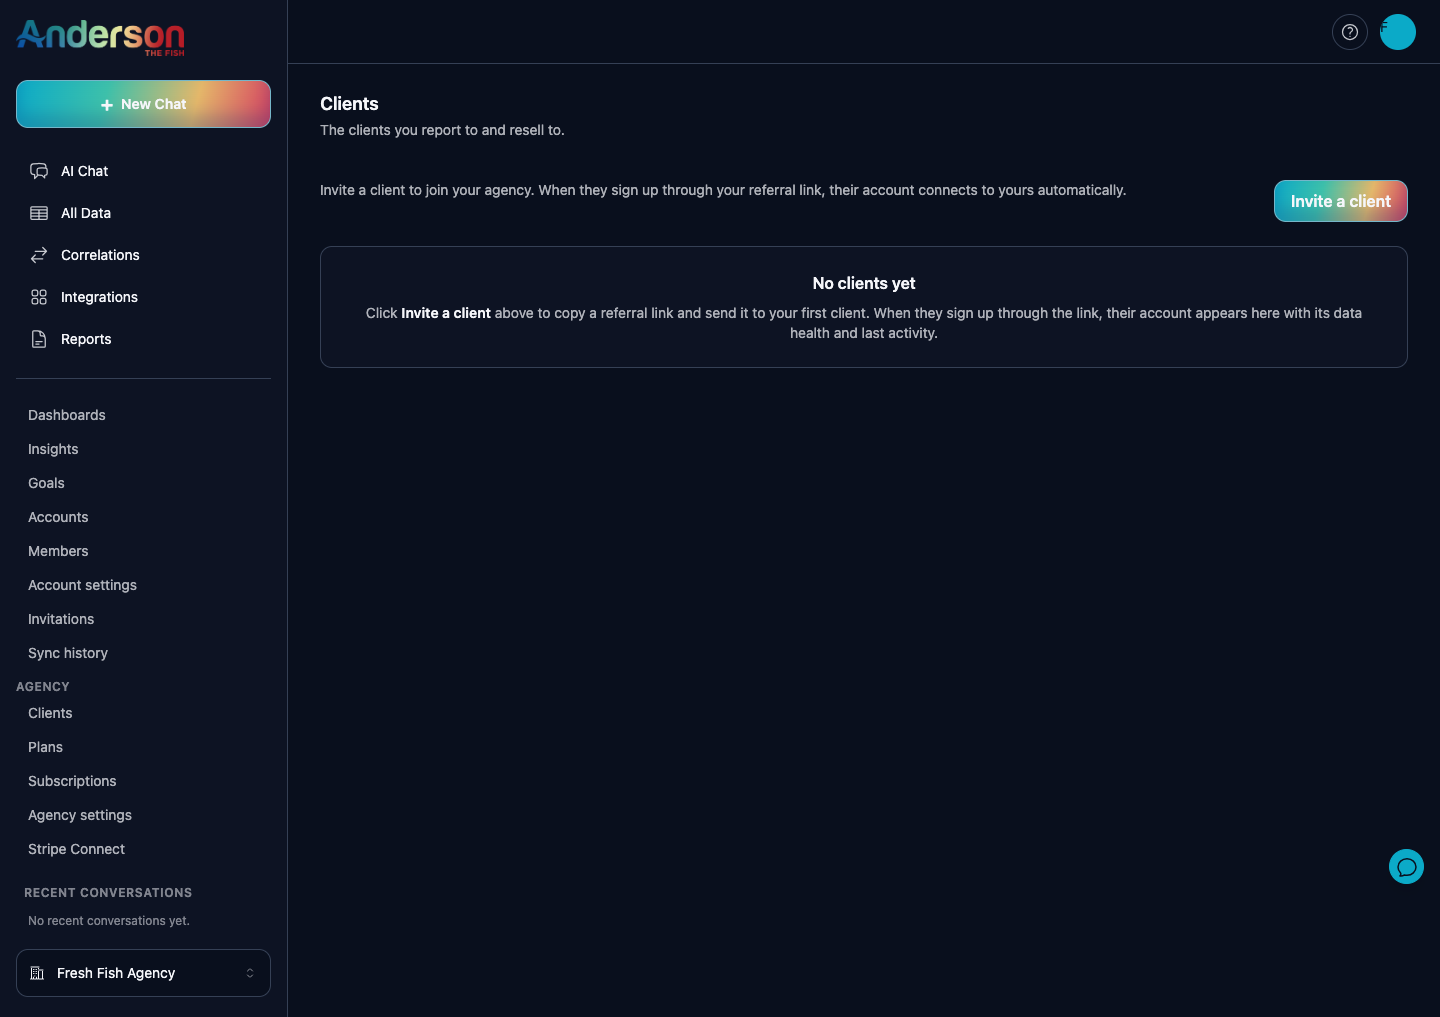 Anderson
THE FISH
New Chat
AI Chat
All Data
Correlations
Integrations
Reports
Dashboards
Insights
Goals
Accounts
Members
Account settings
Invitations
Sync history
AGENCY
Clients
Plans
Subscriptions
Agency settings
Stripe Connect
RECENT CONVERSATIONS
No recent conversations yet.
Fresh Fish Agency
F
Clients
The clients you report to and resell to.
Invite a client to join your agency. When they sign up through your referral link, their account connects to yours automatically.
Invite a client
No clients yet
Click Invite a client above to copy a referral link and send it to your first client. When they sign up through the link, their account appears here with its data
health and last activity.